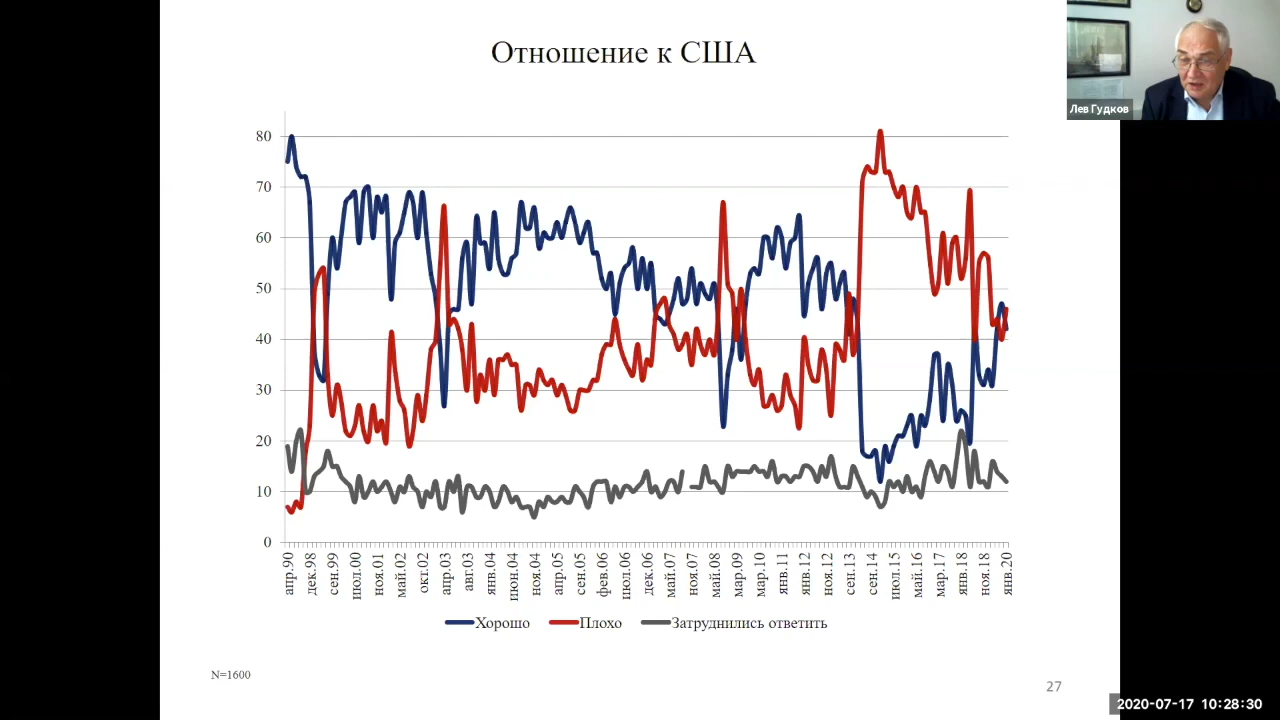 Отношение к США
Лев Гудков
80
70
60
50
40
30
20
10
0
апр.90
дек.98
сен.99
июл.00
ноя.01
май.02
окт.02
апр.03
авг.03
янв.04
июн.04
ноя.04
апр.05
сен.05
фев.06
июл.06
дек.06
май.07
ноя.07
май.08
мар.09
мар.10
янв.11
янв.12
ноя.12
сен.13
сен.14
июл.15
май.16
мар.17
янв.18
ноя.18
янв.20
Хорошо Плохо Затруднились ответить
N=1600
27
2020-07-17 10:28:30